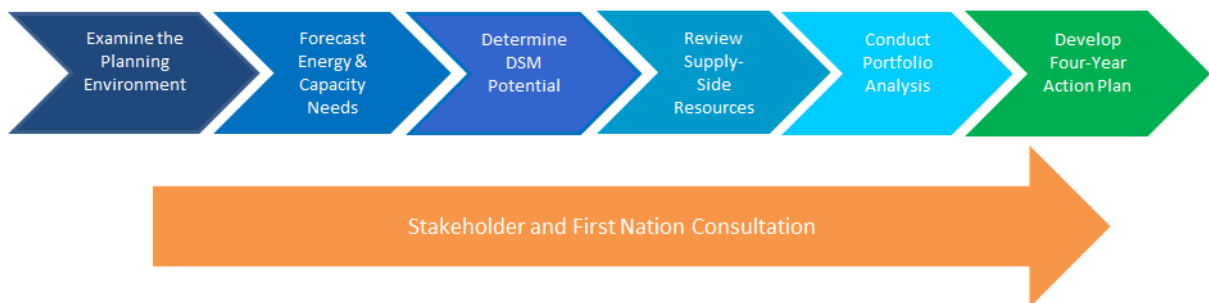 Examine the
Planning
Environment
Forecast
Energy &
Capacity
Needs
Determine
DSM
Potential
Review
Supply-
Side
Resources
Conduct
Portfolio
Analysis
Develop
Four-Year
Action Plan
Stakeholder and First Nation Consultation